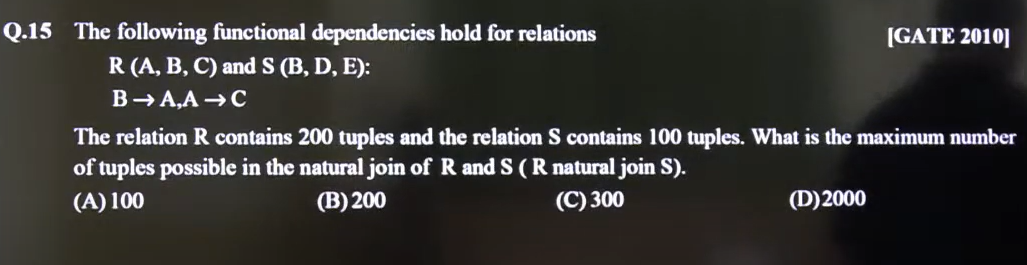 Q.15 The following functional dependencies hold for relations [GATE 2010]
R (A, B, C) and S (B, D, E):
B → A,A → C
The relation R contains 200 tuples and the relation S contains 100 tuples. What is the maximum number
of tuples possible in the natural join of R and S ( R natural join S).
(A) 100 (B) 200 (C) 300 (D)2000